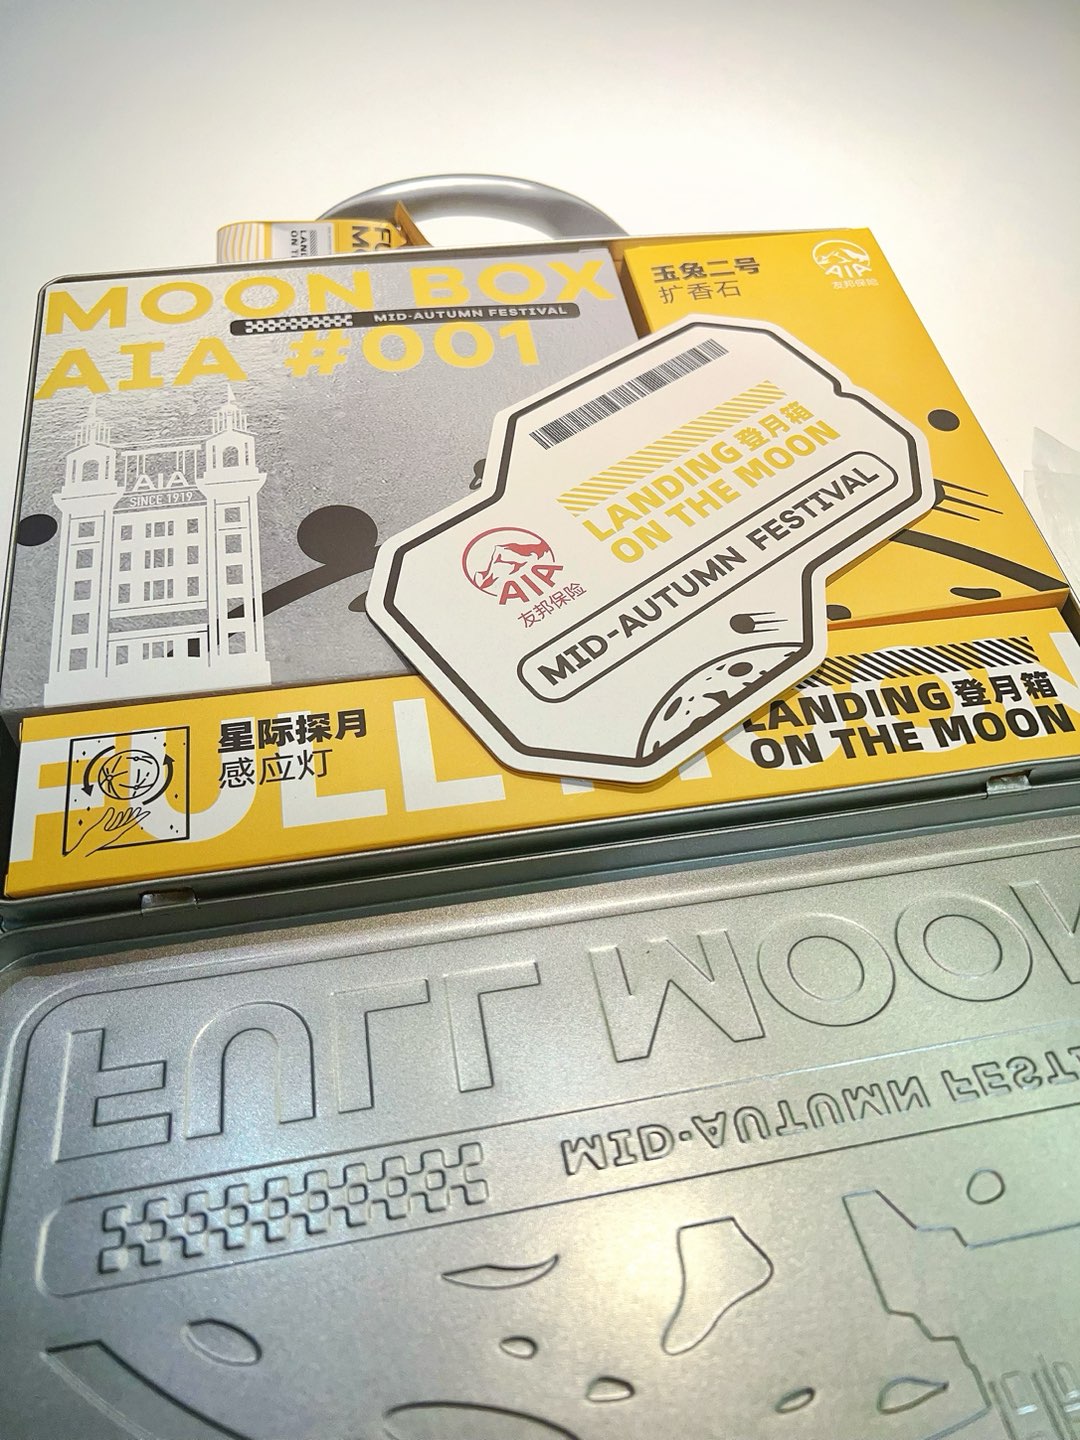 MOON BOX
MID-AUTUMN FESTIVAL
AIA #001
AIA
SINCE 1919
玉兔二号
扩香石
AIA
友邦保险
LANDING 登月箱
ON THE MOON
MID-AUTUMN FESTIVAL
AIA
友邦保险
星际探月
感应灯
FULL
LANDING 登月箱
ON THE MOON
FULL MOON
MID-AUTUMN FESTI